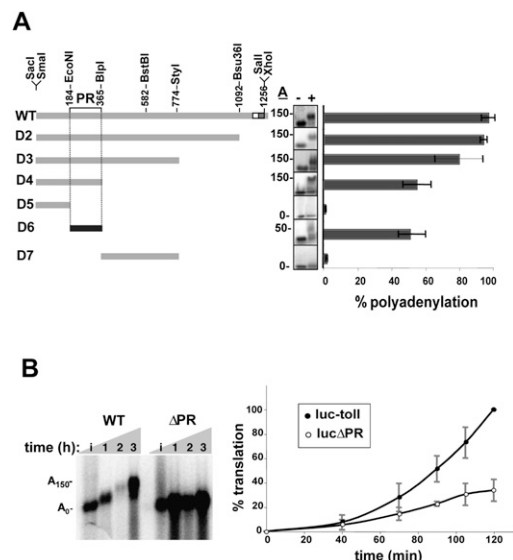 A
SacI
SmaI
184-EcoNI
365-BlpI
582-BstBI
774-StyI
1092-Bsu36I
SalI
XhoI
1256
PR
WT
D2
D3
D4
D5
D6
D7
A
- +
150-
150-
150-
150-
0-
50-
0-
0 20 40 60 80 100
% polyadenylation
B
WT ΔPR
time (h): i 1 2 3 i 1 2 3
A150-
A0-
% translation
100
80
60
40
20
0
luc-toll
lucΔPR
0 20 40 60 80 100 120
time (min)